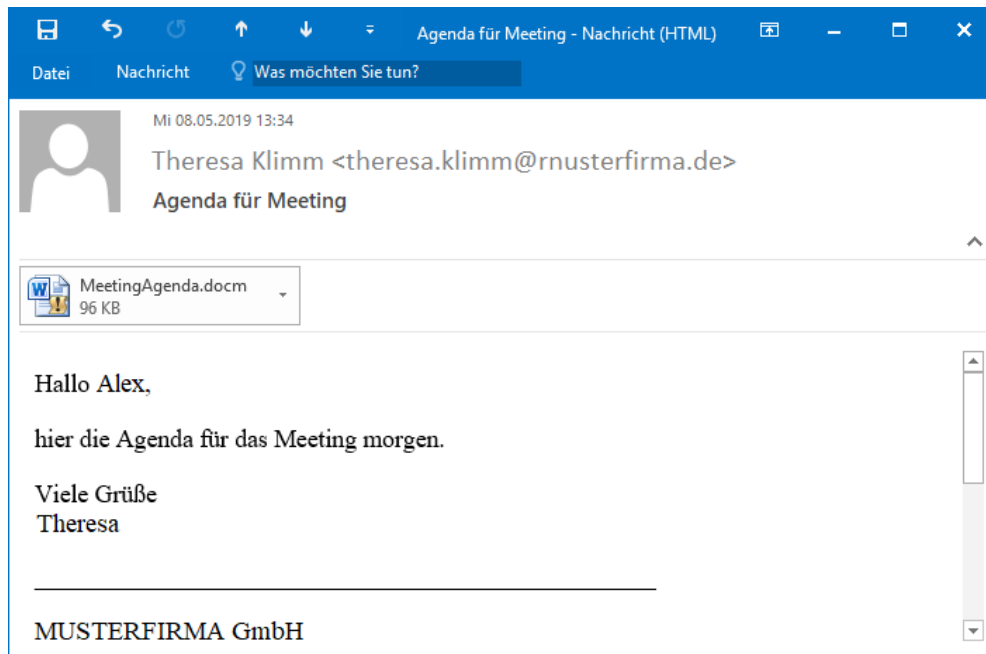 Agenda für Meeting - Nachricht (HTML)
Datei Nachricht Was möchten Sie tun?
Mi 08.05.2019 13:34
Theresa Klimm <theresa.klimm@rnusterfirma.de>
Agenda für Meeting
MeetingAgenda.docm
96 KB
Hallo Alex,
hier die Agenda für das Meeting morgen.
Viele Grüße
Theresa
MUSTERFIRMA GmbH